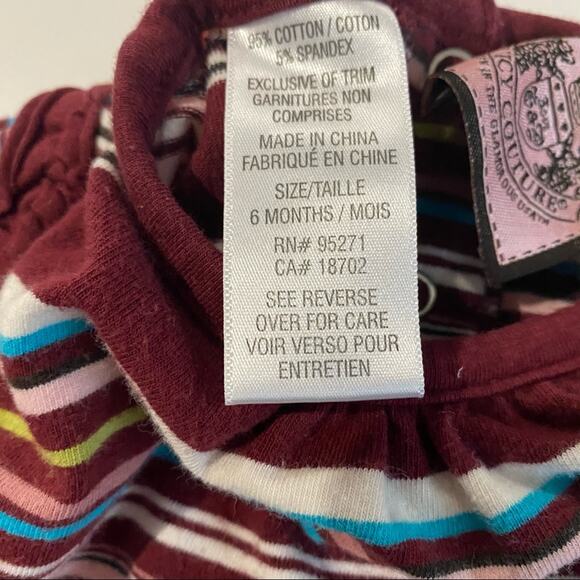 95% COTTON / COTON
5% SPANDEX
EXCLUSIVE OF TRIM
GARNITURES NON
COMPRISES
MADE IN CHINA
FABRIQUÉ EN CHINE
SIZE/TAILLE
6 MONTHS / MOIS
RN# 95271
CA# 18702
SEE REVERSE
OVER FOR CARE
VOIR VERSO POUR
ENTRETIEN
COUTURE